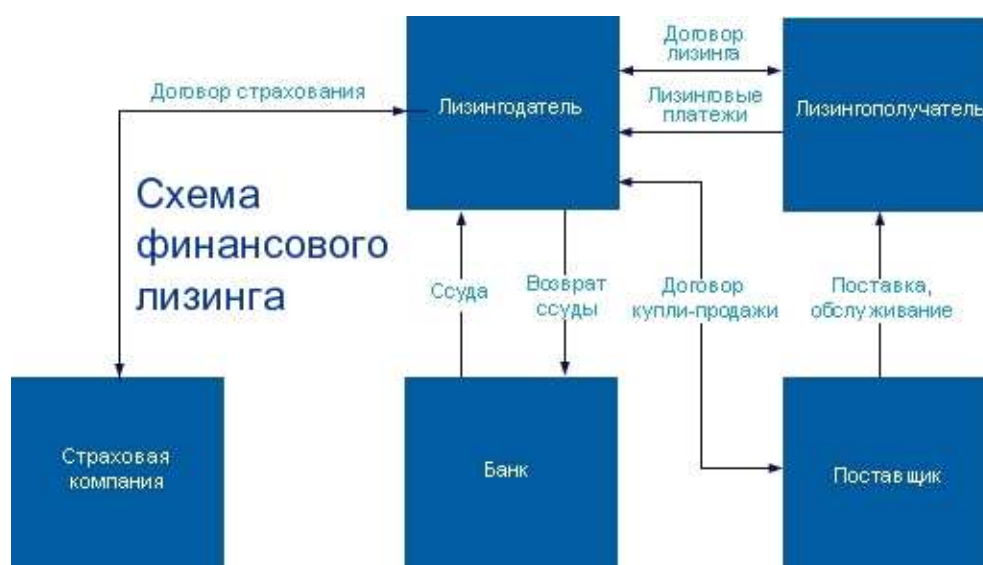 Договор
лизинга
Договор страхования
Лизингодатель
Лизинговые
платежи
Лизингополучатель
Схема
финансового
лизинга
Ссуда
Возврат
ссуды
Договор
купли-продажи
Поставка,
обслуживание
Страховая
компания
Банк
Поставщик